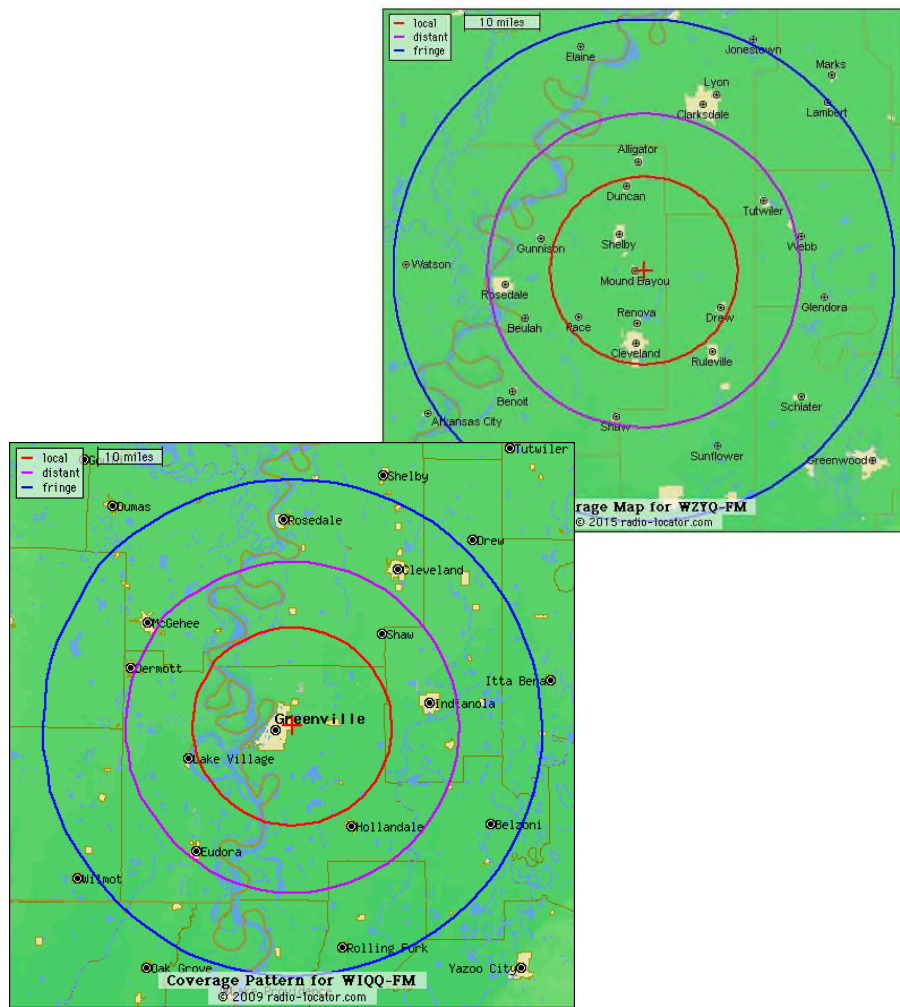 10 miles
local
distant
fringe
Jonestown
Elaine
Marks
Lyon
Clarksdale
Lambert
Alligator
Duncan
Tutwiler
Shelby
Gunnison
Webb
Watson
Mound Bayou
Rosedale
Glendora
Renova
Drew
Beulah
Pace
Cleveland
Ruleville
Benoit
Schlater
Arkansas City
Shaw
Sunflower
Greenwood
rage Map for WZYQ-FM
© 2015 radio-locator.com
10 miles
local
distant
fringe
Tutwiler
Shelby
Dumas
Rosedale
Drew
Cleveland
McGehee
Shaw
Dermott
Itta Bena
Indianola
Greenville
Lake Village
Hollandale
Belzoni
Eudora
Wilmot
Rolling Fork
Oak Grove
Yazoo City
Coverage Pattern for WIQQ-FM
Lake Providence
© 2009 radio-locator.com